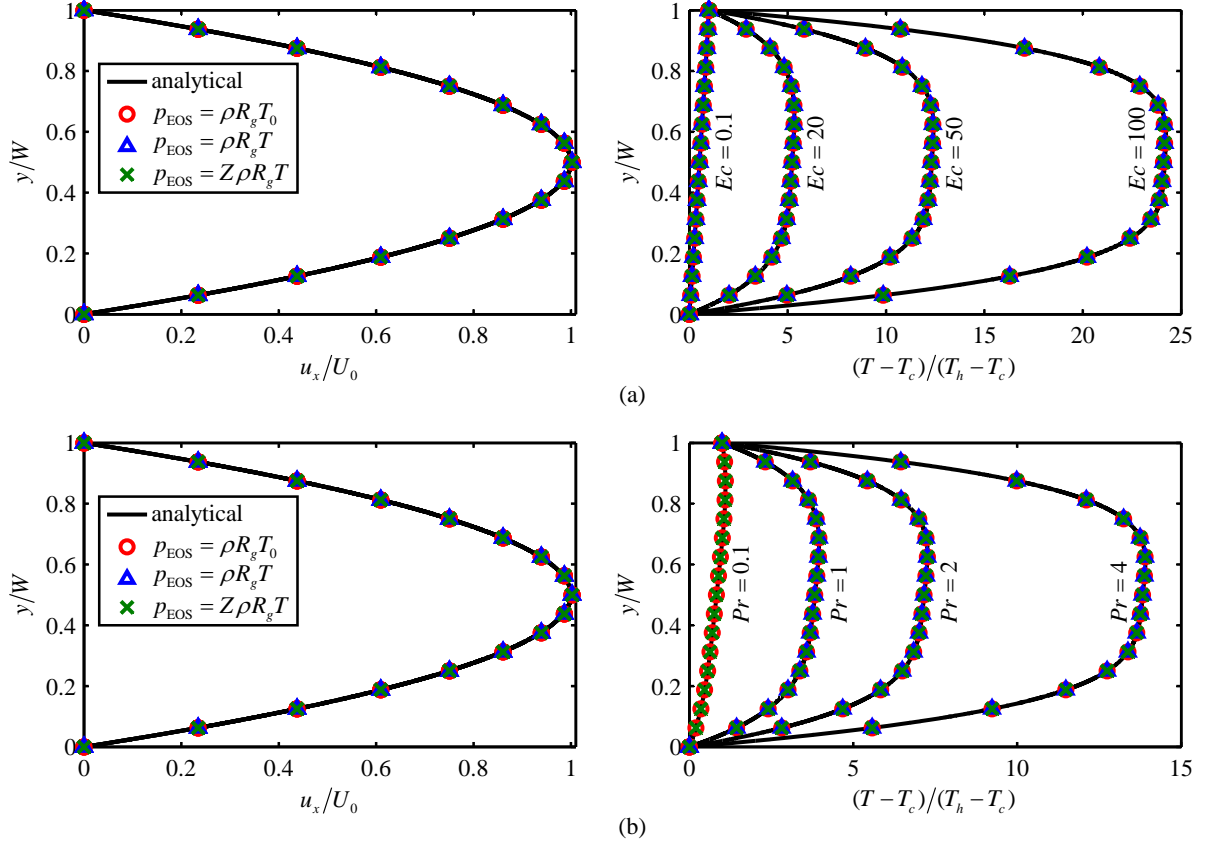 1
0.8
0.6
0.4
0.2
0
y/W
analytical
p_EOS = ρR_gT_0
p_EOS = ρR_gT
p_EOS = ZρR_gT
0 0.2 0.4 0.6 0.8 1
u_x/U_0
1
0.8
0.6
0.4
0.2
0
y/W
Ec = 0.1
Ec = 20
Ec = 50
Ec = 100
0 5 10 15 20 25
(T − T_c)/(T_h − T_c)
(a)
1
0.8
0.6
0.4
0.2
0
y/W
analytical
p_EOS = ρR_gT_0
p_EOS = ρR_gT
p_EOS = ZρR_gT
0 0.2 0.4 0.6 0.8 1
u_x/U_0
1
0.8
0.6
0.4
0.2
0
y/W
Pr = 0.1
Pr = 1
Pr = 2
Pr = 4
0 5 10 15
(T − T_c)/(T_h − T_c)
(b)